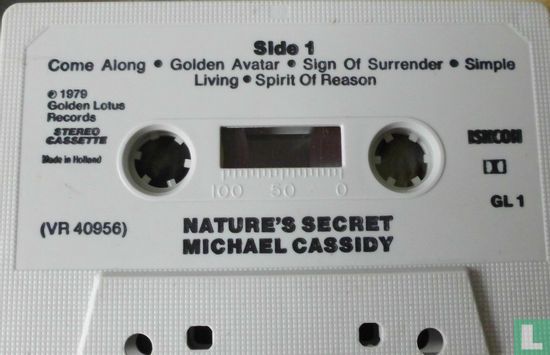 Side 1
Come Along • Golden Avatar • Sign Of Surrender • Simple
Living • Spirit Of Reason
℗ 1979
Golden Lotus
Records
STEREO
CASSETTE
Made in Holland
100 50 0
GL 1
(VR 40956)
NATURE'S SECRET
MICHAEL CASSIDY